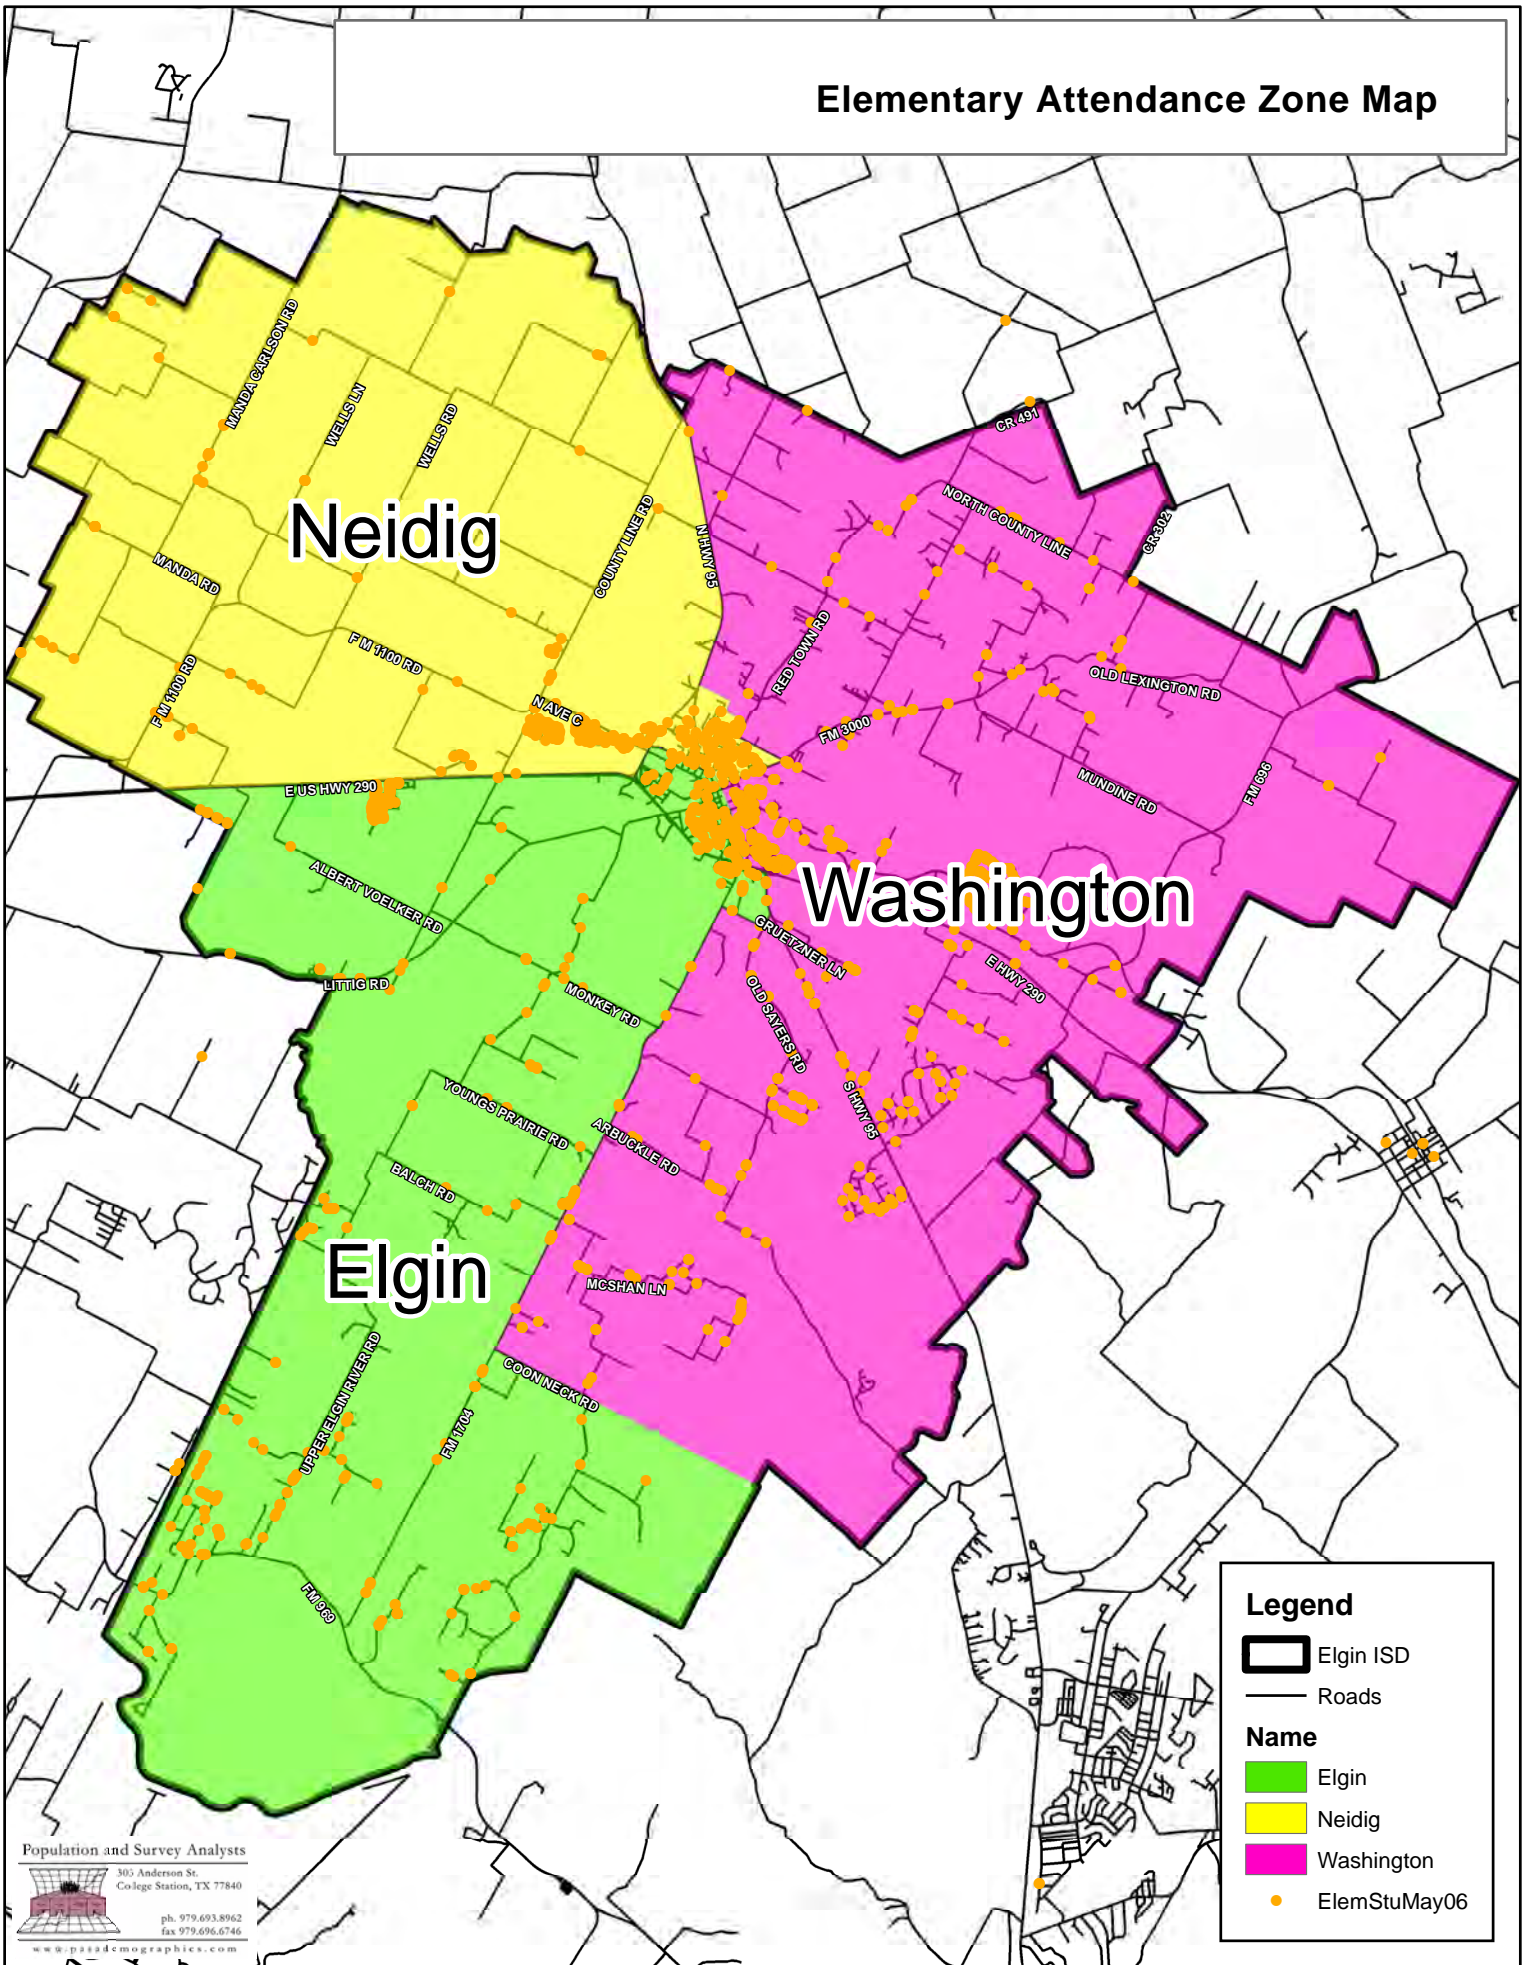 Elementary Attendance Zone Map
MANDA CARLSON RD
WELLS LN
WELLS RD
CR 491
NORTH COUNTY LINE
CR 302
Neidig
COUNTY LINE RD
N HWY 95
MANDA RD
F M 1100 RD
RED TOWN RD
F M 1100 RD
OLD LEXINGTON RD
N AVE C
FM 3000
E US HWY 290
MUNDINE RD
FM 696
ALBERT VOELKER RD
Washington
GRUETZNER LN
LITTIG RD
MONKEY RD
OLD SAYERS RD
E HWY 290
YOUNGS PRAIRIE RD
ARBUCKLE RD
S HWY 95
BALCH RD
Elgin
MCSHAN LN
UPPER ELGIN RIVER RD
COON NECK RD
FM 1704
FM 969
Legend
Elgin ISD
Roads
Name
Elgin
Neidig
Washington
ElemStuMay06
Population and Survey Analysts
303 Anderson St.
College Station, TX 77840
ph. 979.693.8962
fax 979.696.6746
www.pasademographics.com